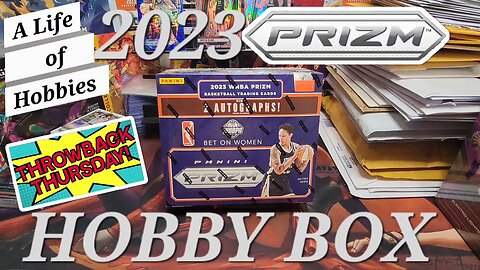 A Life
of
Hobbies
2023 PRIZM
THROWBACK
THURSDAY!
PANINI
2023 WNBA PRIZM
BASKETBALL TRADING CARDS
2 AUTOGRAPHS!
BET ON WOMEN
PANINI
PRIZM
HOBBY BOX